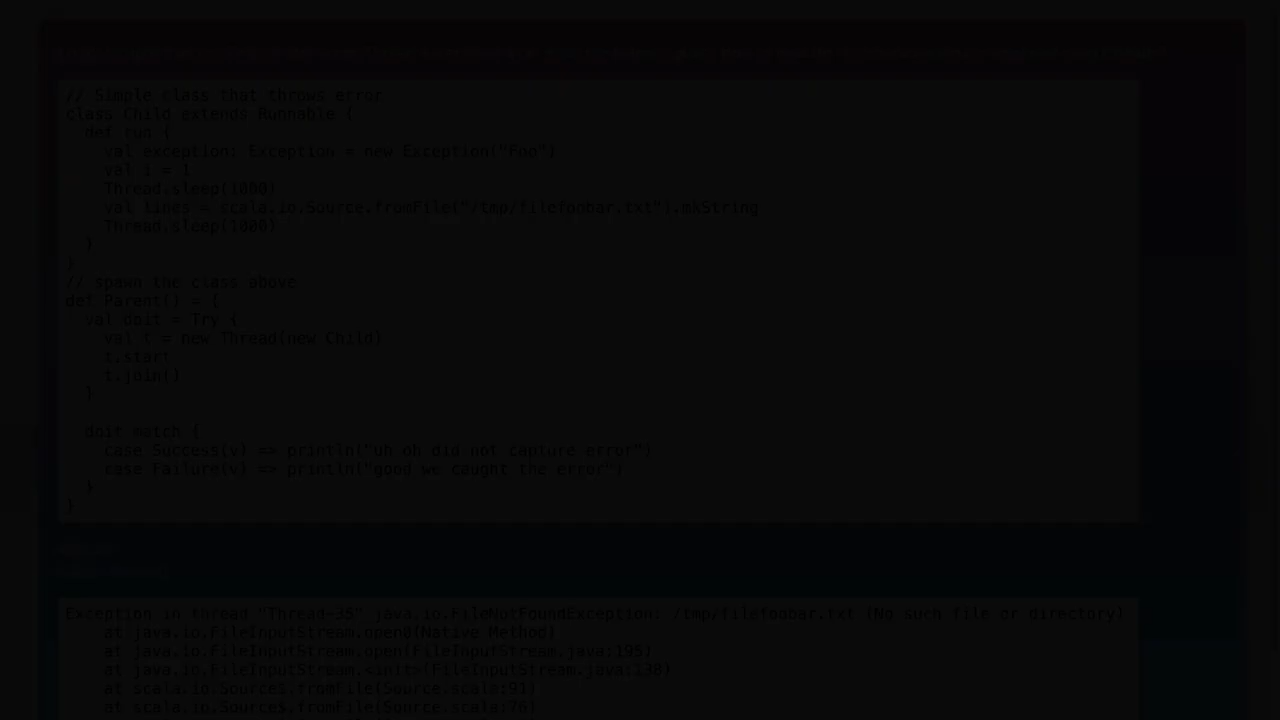 // Simple class that throws error
class Child extends Runnable {
  def run {
    val exception: Exception = new Exception("Foo")
    val i = 1
    Thread.sleep(1000)
    val lines = scala.io.Source.fromFile("/tmp/filefoobar.txt").mkString
    Thread.sleep(1000)
  }
}
// spawn the class above
def Parent() = {
  val doit = Try {
    val t = new Thread(new Child)
    t.start
    t.join()
  }
  doit match {
    case Success(v) => println("uh oh did not capture error")
    case Failure(v) => println("good we caught the error")
  }
}
Exception in thread "Thread-35" java.io.FileNotFoundException: /tmp/filefoobar.txt (No such file or directory)
    at java.io.FileInputStream.open0(Native Method)
    at java.io.FileInputStream.open(FileInputStream.java:195)
    at java.io.FileInputStream.<init>(FileInputStream.java:138)
    at scala.io.Source$.fromFile(Source.scala:91)
    at scala.io.Source$.fromFile(Source.scala:76)